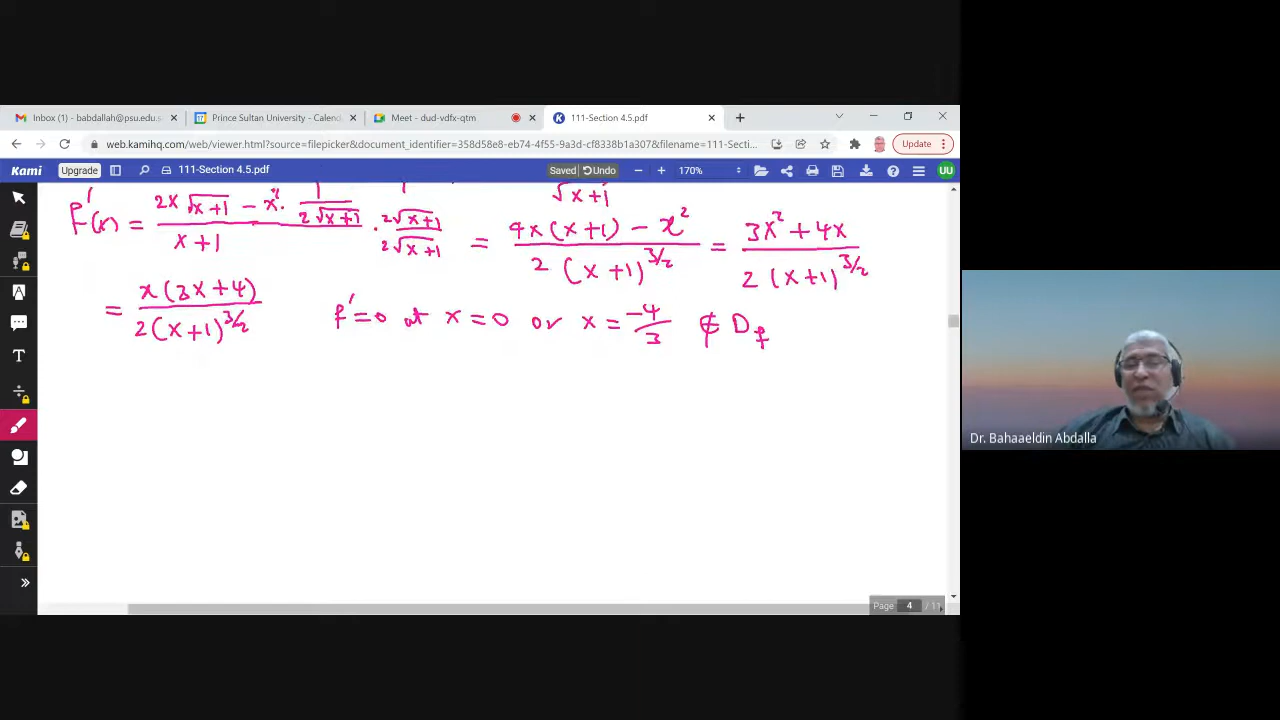 Inbox (1) - babdallah@psu.edu.s
Prince Sultan University - Calend
Meet - dud-vdfx-qtm
111-Section 4.5.pdf
web.kamihq.com/web/viewer.html?source=filepicker&document_identifier=358d58e8-eb74-4f55-9a3d-cf8338b1a307&filename=111-Secti...
Update
Kami
Upgrade
111-Section 4.5.pdf
Saved
Undo
170%
UU
√x+1
f'(x) = (2x √x+1 − x² · 1/(2√x+1))/(x+1) · (2√x+1)/(2√x+1) = (4x(x+1) − x²)/(2(x+1)^3/2) = (3x² + 4x)/(2(x+1)^3/2)
= x(3x+4)/(2(x+1)^3/2) f' = 0 at x = 0 or x = −4/3 ∉ D_f
Dr. Bahaaeldin Abdalla
Page 4 / 11